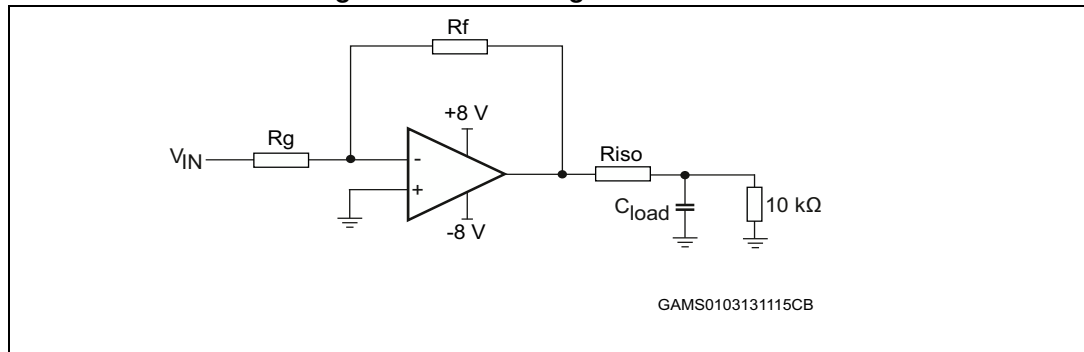 Rf
+8 V
Rg
VIN
-
+
Riso
Cload
10 kΩ
-8 V
GAMS0103131115CB